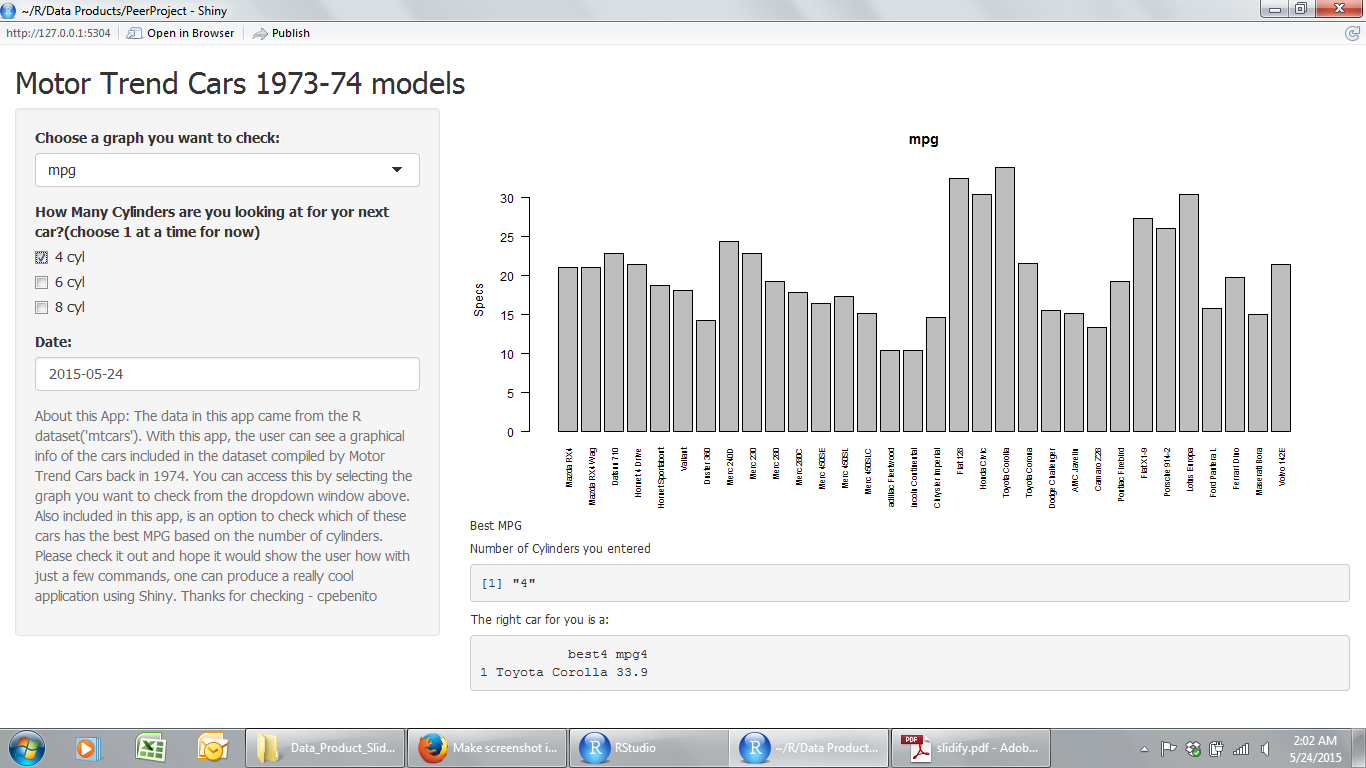 ~/R/Data Products/PeerProject - Shiny
http://127.0.0.1:5304
Open in Browser
Publish
Motor Trend Cars 1973-74 models
Choose a graph you want to check:
mpg
How Many Cylinders are you looking at for yor next
car?(choose 1 at a time for now)
4 cyl
6 cyl
8 cyl
Date:
2015-05-24
About this App: The data in this app came from the R
dataset('mtcars'). With this app, the user can see a graphical
info of the cars included in the dataset compiled by Motor
Trend Cars back in 1974. You can access this by selecting the
graph you want to check from the dropdown window above.
Also included in this app, is an option to check which of these
cars has the best MPG based on the number of cylinders.
Please check it out and hope it would show the user how with
just a few commands, one can produce a really cool
application using Shiny. Thanks for checking - cpebenito
mpg
Specs
30
25
20
15
10
5
0
Mazda RX4
Mazda RX4 Wag
Datsun 710
Hornet 4 Drive
Hornet Sportabout
Valiant
Duster 360
Merc 240D
Merc 230
Merc 280
Merc 280C
Merc 450SE
Merc 450SL
Merc 450SLC
adillac Fleetwood
Lincoln Continental
Chrysler Imperial
Fiat 128
Honda Civic
Toyota Corolla
Toyota Corona
Dodge Challenger
AMC Javelin
Camaro Z28
Pontiac Firebird
Fiat X1-9
Porsche 914-2
Lotus Europa
Ford Pantera L
Ferrari Dino
Maserati Bora
Volvo 142E
Best MPG
Number of Cylinders you entered
[1] "4"
The right car for you is a:
best4 mpg4
1 Toyota Corolla 33.9
Data_Product_Slid...
Make screenshot i...
RStudio
~/R/Data Product...
slidify.pdf - Adob...
2:02 AM
5/24/2015